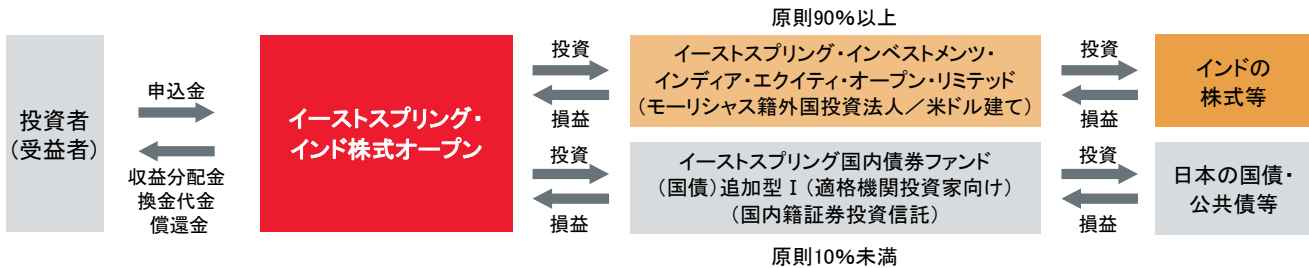 原則90%以上
投資者
(受益者)
申込金
収益分配金
換金代金
償還金
イーストスプリング・
インド株式オープン
投資
損益
イーストスプリング・インベストメンツ・
インディア・エクイティ・オープン・リミテッド
(モーリシャス籍外国投資法人/米ドル建て)
投資
損益
インドの
株式等
投資
損益
イーストスプリング国内債券ファンド
(国債)追加型 I (適格機関投資家向け)
(国内籍証券投資信託)
投資
損益
日本の国債・
公共債等
原則10%未満